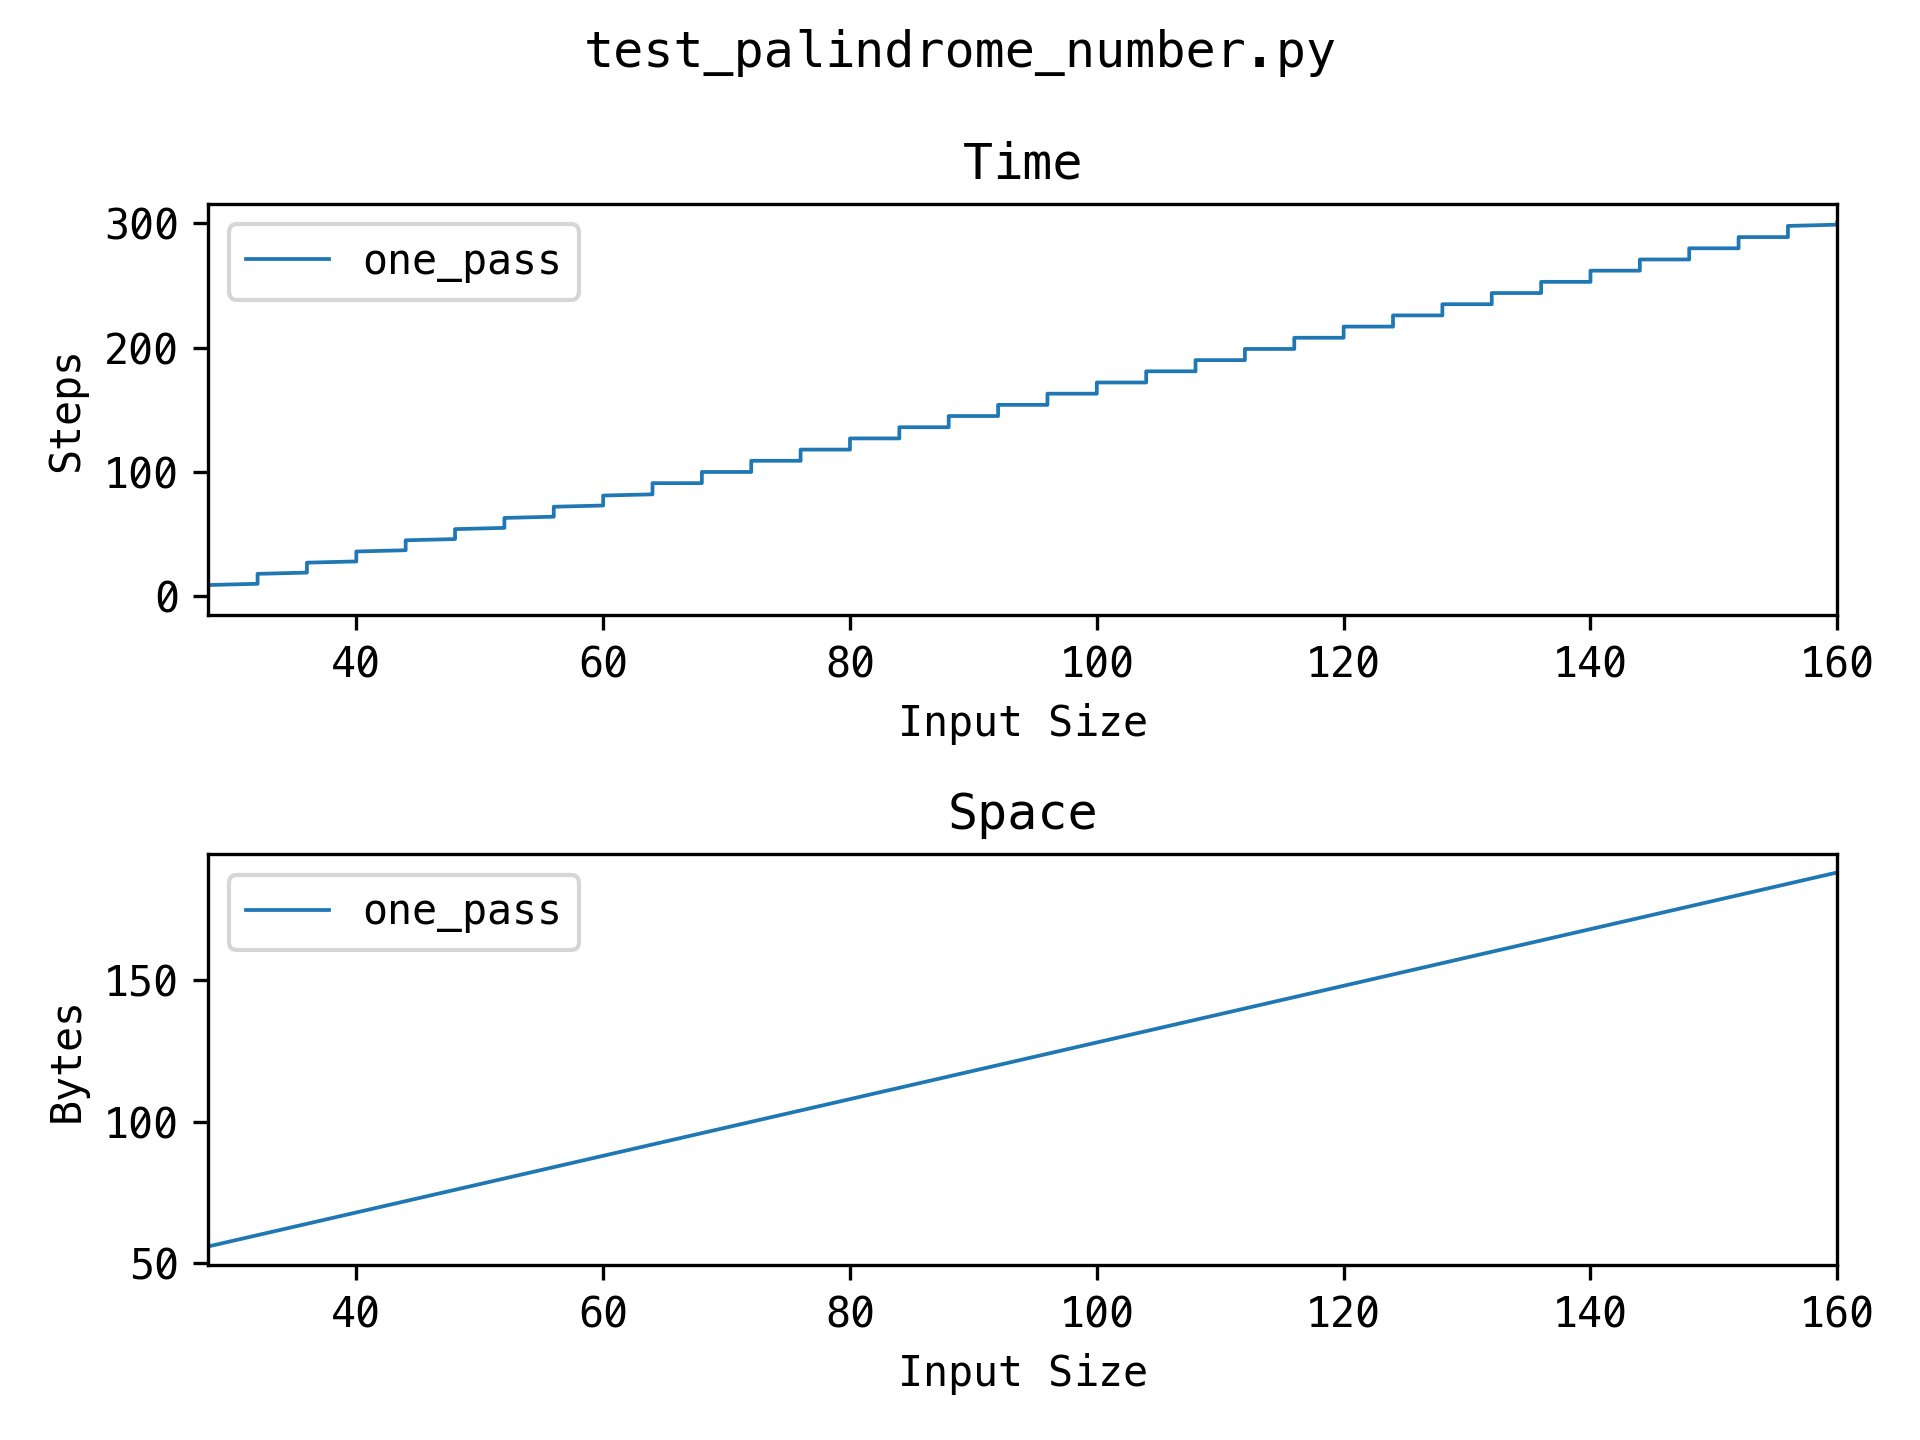 test_palindrome_number.py
Time
300
200
100
0
Steps
one_pass
40 60 80 100 120 140 160
Input Size
Space
150
100
50
Bytes
one_pass
40 60 80 100 120 140 160
Input Size